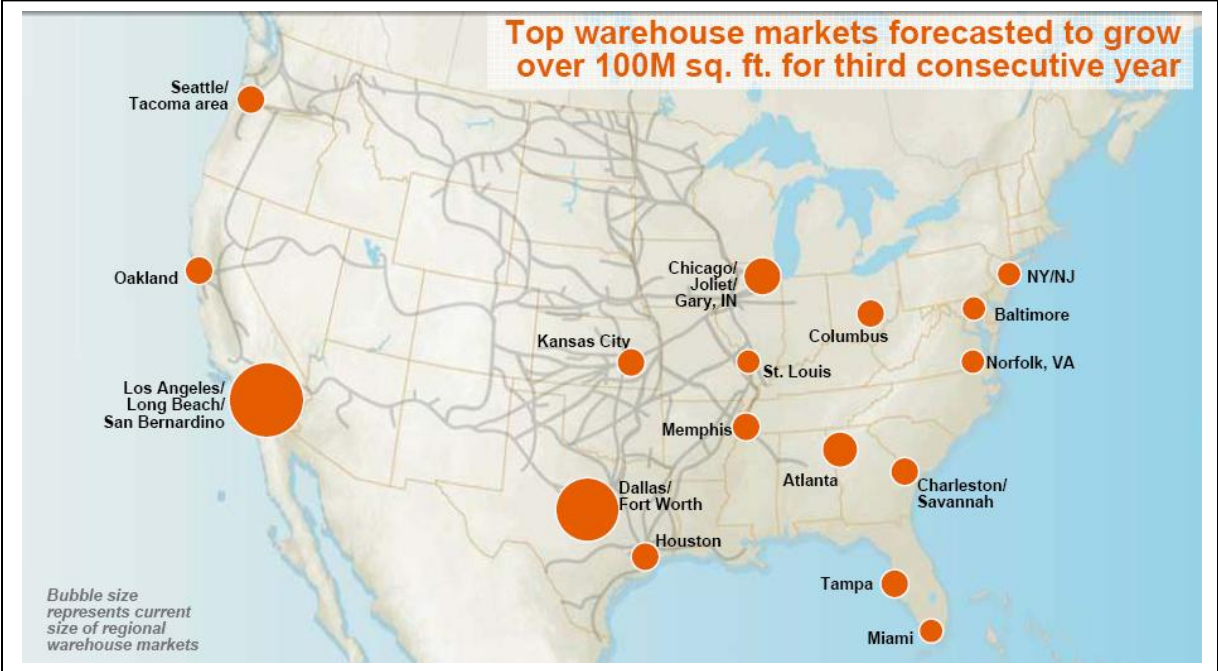 Top warehouse markets forecasted to grow
over 100M sq. ft. for third consecutive year
Seattle/
Tacoma area
Oakland
Los Angeles/
Long Beach/
San Bernardino
Chicago/
Joliet/
Gary, IN
Kansas City
St. Louis
Columbus
NY/NJ
Baltimore
Norfolk, VA
Memphis
Atlanta
Charleston/
Savannah
Dallas/
Fort Worth
Houston
Tampa
Miami
Bubble size
represents current
size of regional
warehouse markets